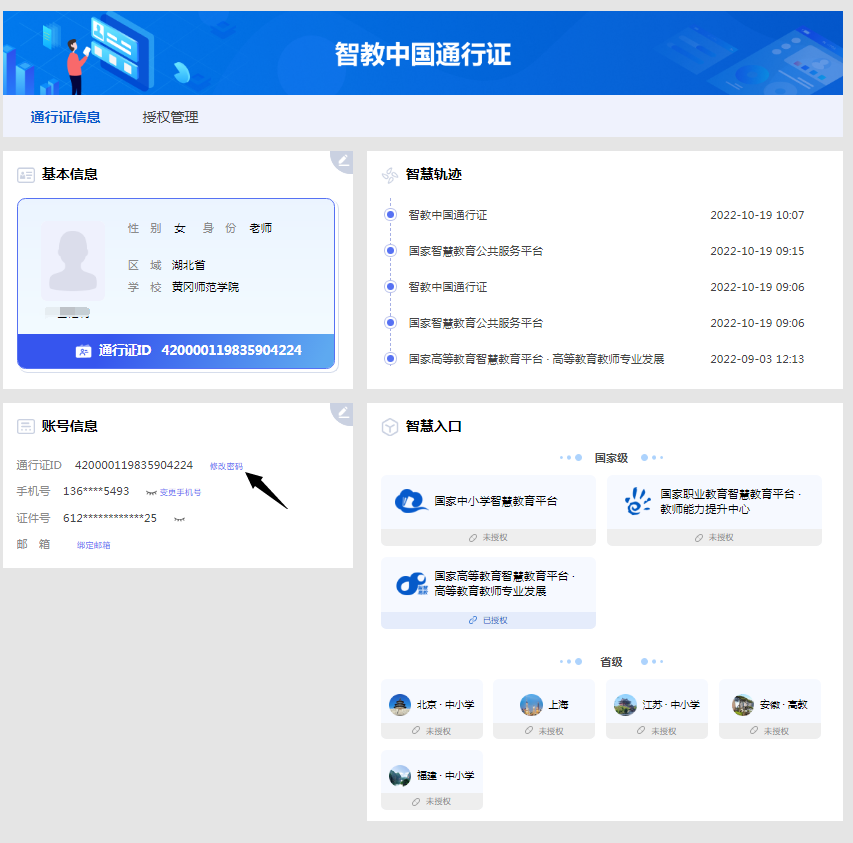 智教中国通行证
通行证信息 授权管理
基本信息
性 别 女 身 份 老师
区 域 湖北省
学 校 黄冈师范学院
通行证ID 420000119835904224
智慧轨迹
智教中国通行证 2022-10-19 10:07
国家智慧教育公共服务平台 2022-10-19 09:15
智教中国通行证 2022-10-19 09:06
国家智慧教育公共服务平台 2022-10-19 09:06
国家高等教育智慧教育平台 · 高等教育教师专业发展 2022-09-03 12:13
账号信息
通行证ID 420000119835904224 修改密码
手机号 136****5493 变更手机号
证件号 612************25
邮 箱 绑定邮箱
智慧入口
国家级
国家中小学智慧教育平台
未授权
国家职业教育智慧教育平台 ·
教师能力提升中心
未授权
国家高等教育智慧教育平台 ·
高等教育教师专业发展
已授权
省级
北京 · 中小学
未授权
上海
未授权
江苏 · 中小学
未授权
安徽 · 高教
未授权
福建 · 中小学
未授权